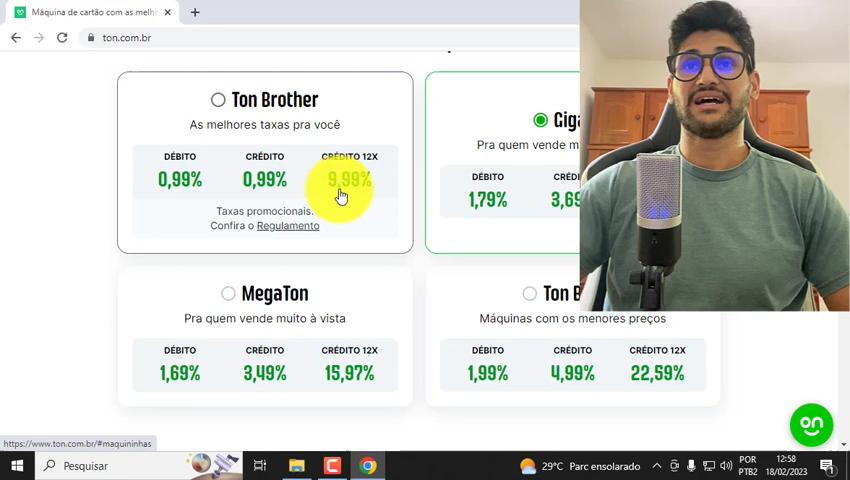 Máquina de cartão com as melho
ton.com.br
Ton Brother
As melhores taxas pra você
DÉBITO CRÉDITO CRÉDITO 12X
0,99% 0,99% 9,99%
Taxas promocionais.
Confira o Regulamento
Giga
Pra quem vende m
DÉBITO CRÉ
1,79% 3,6
MegaTon
Pra quem vende muito à vista
DÉBITO CRÉDITO CRÉDITO 12X
1,69% 3,49% 15,97%
Ton B
Máquinas com os menores preços
DÉBITO CRÉDITO CRÉDITO 12X
1,99% 4,99% 22,59%
on
https://www.ton.com.br/#maquininhas
Pesquisar
29°C Parc ensolarado
POR
PTB2
12:58
18/02/2023
1